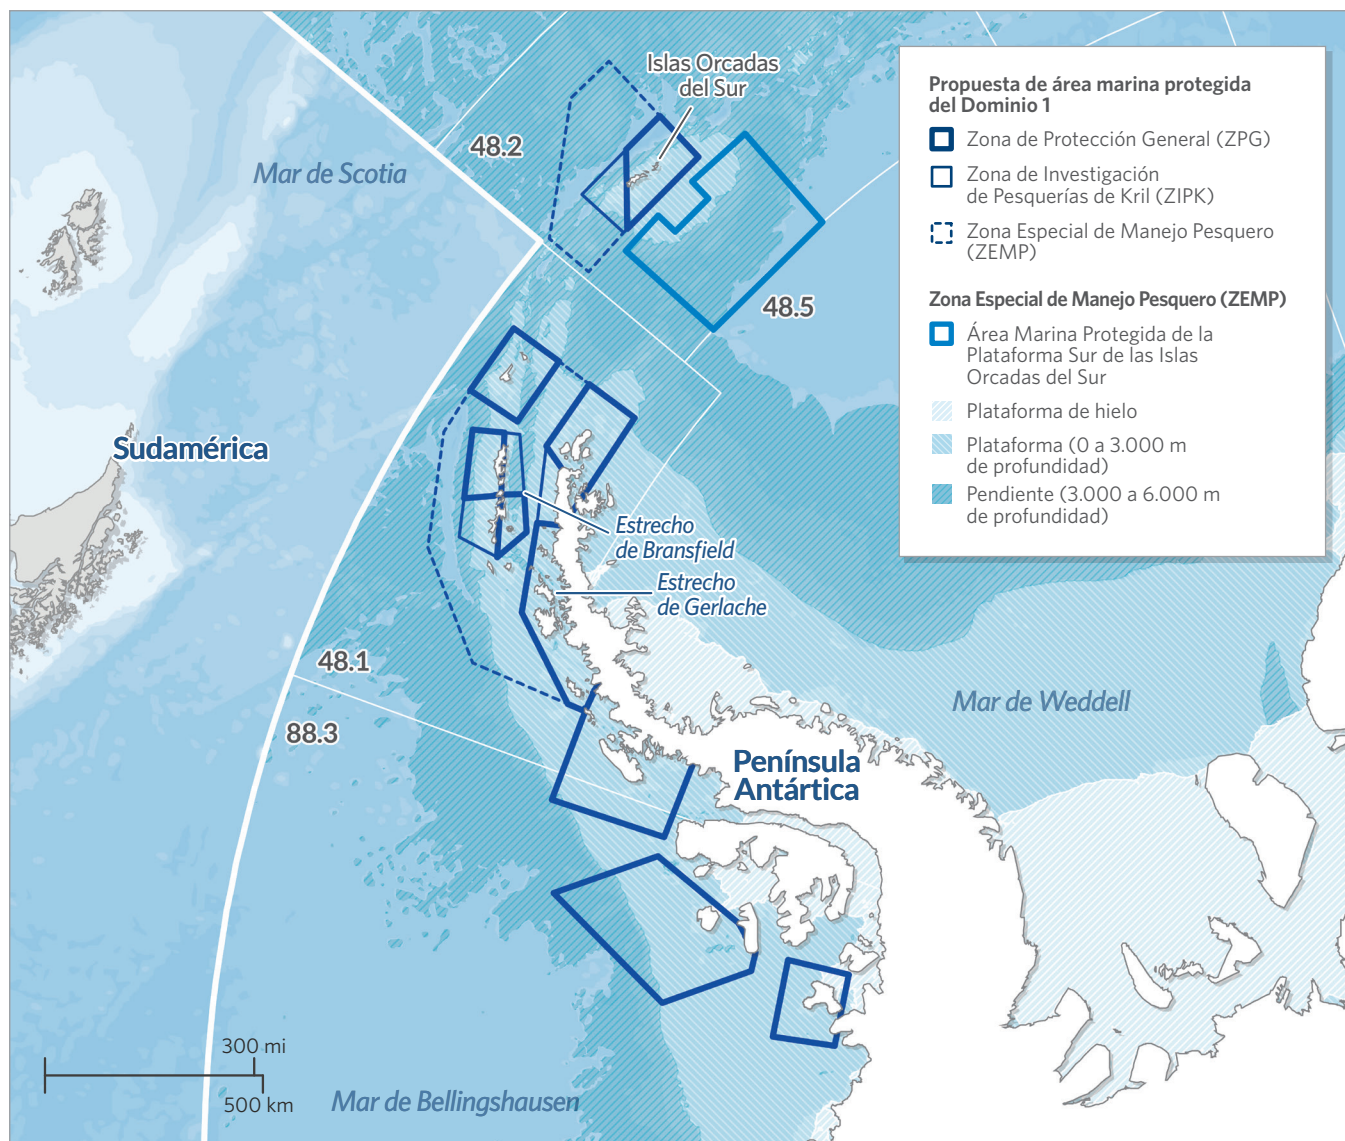 Islas Orcadas
del Sur
48.2
Mar de Scotia
48.5
Sudamérica
Estrecho
de Bransfield
Estrecho
de Gerlache
48.1
88.3
Mar de Weddell
Península
Antártica
300 mi
500 km
Mar de Bellingshausen
Propuesta de área marina protegida
del Dominio 1
Zona de Protección General (ZPG)
Zona de Investigación
de Pesquerías de Kril (ZIPK)
Zona Especial de Manejo Pesquero
(ZEMP)
Zona Especial de Manejo Pesquero (ZEMP)
Área Marina Protegida de la
Plataforma Sur de las Islas
Orcadas del Sur
Plataforma de hielo
Plataforma (0 a 3.000 m
de profundidad)
Pendiente (3.000 a 6.000 m
de profundidad)